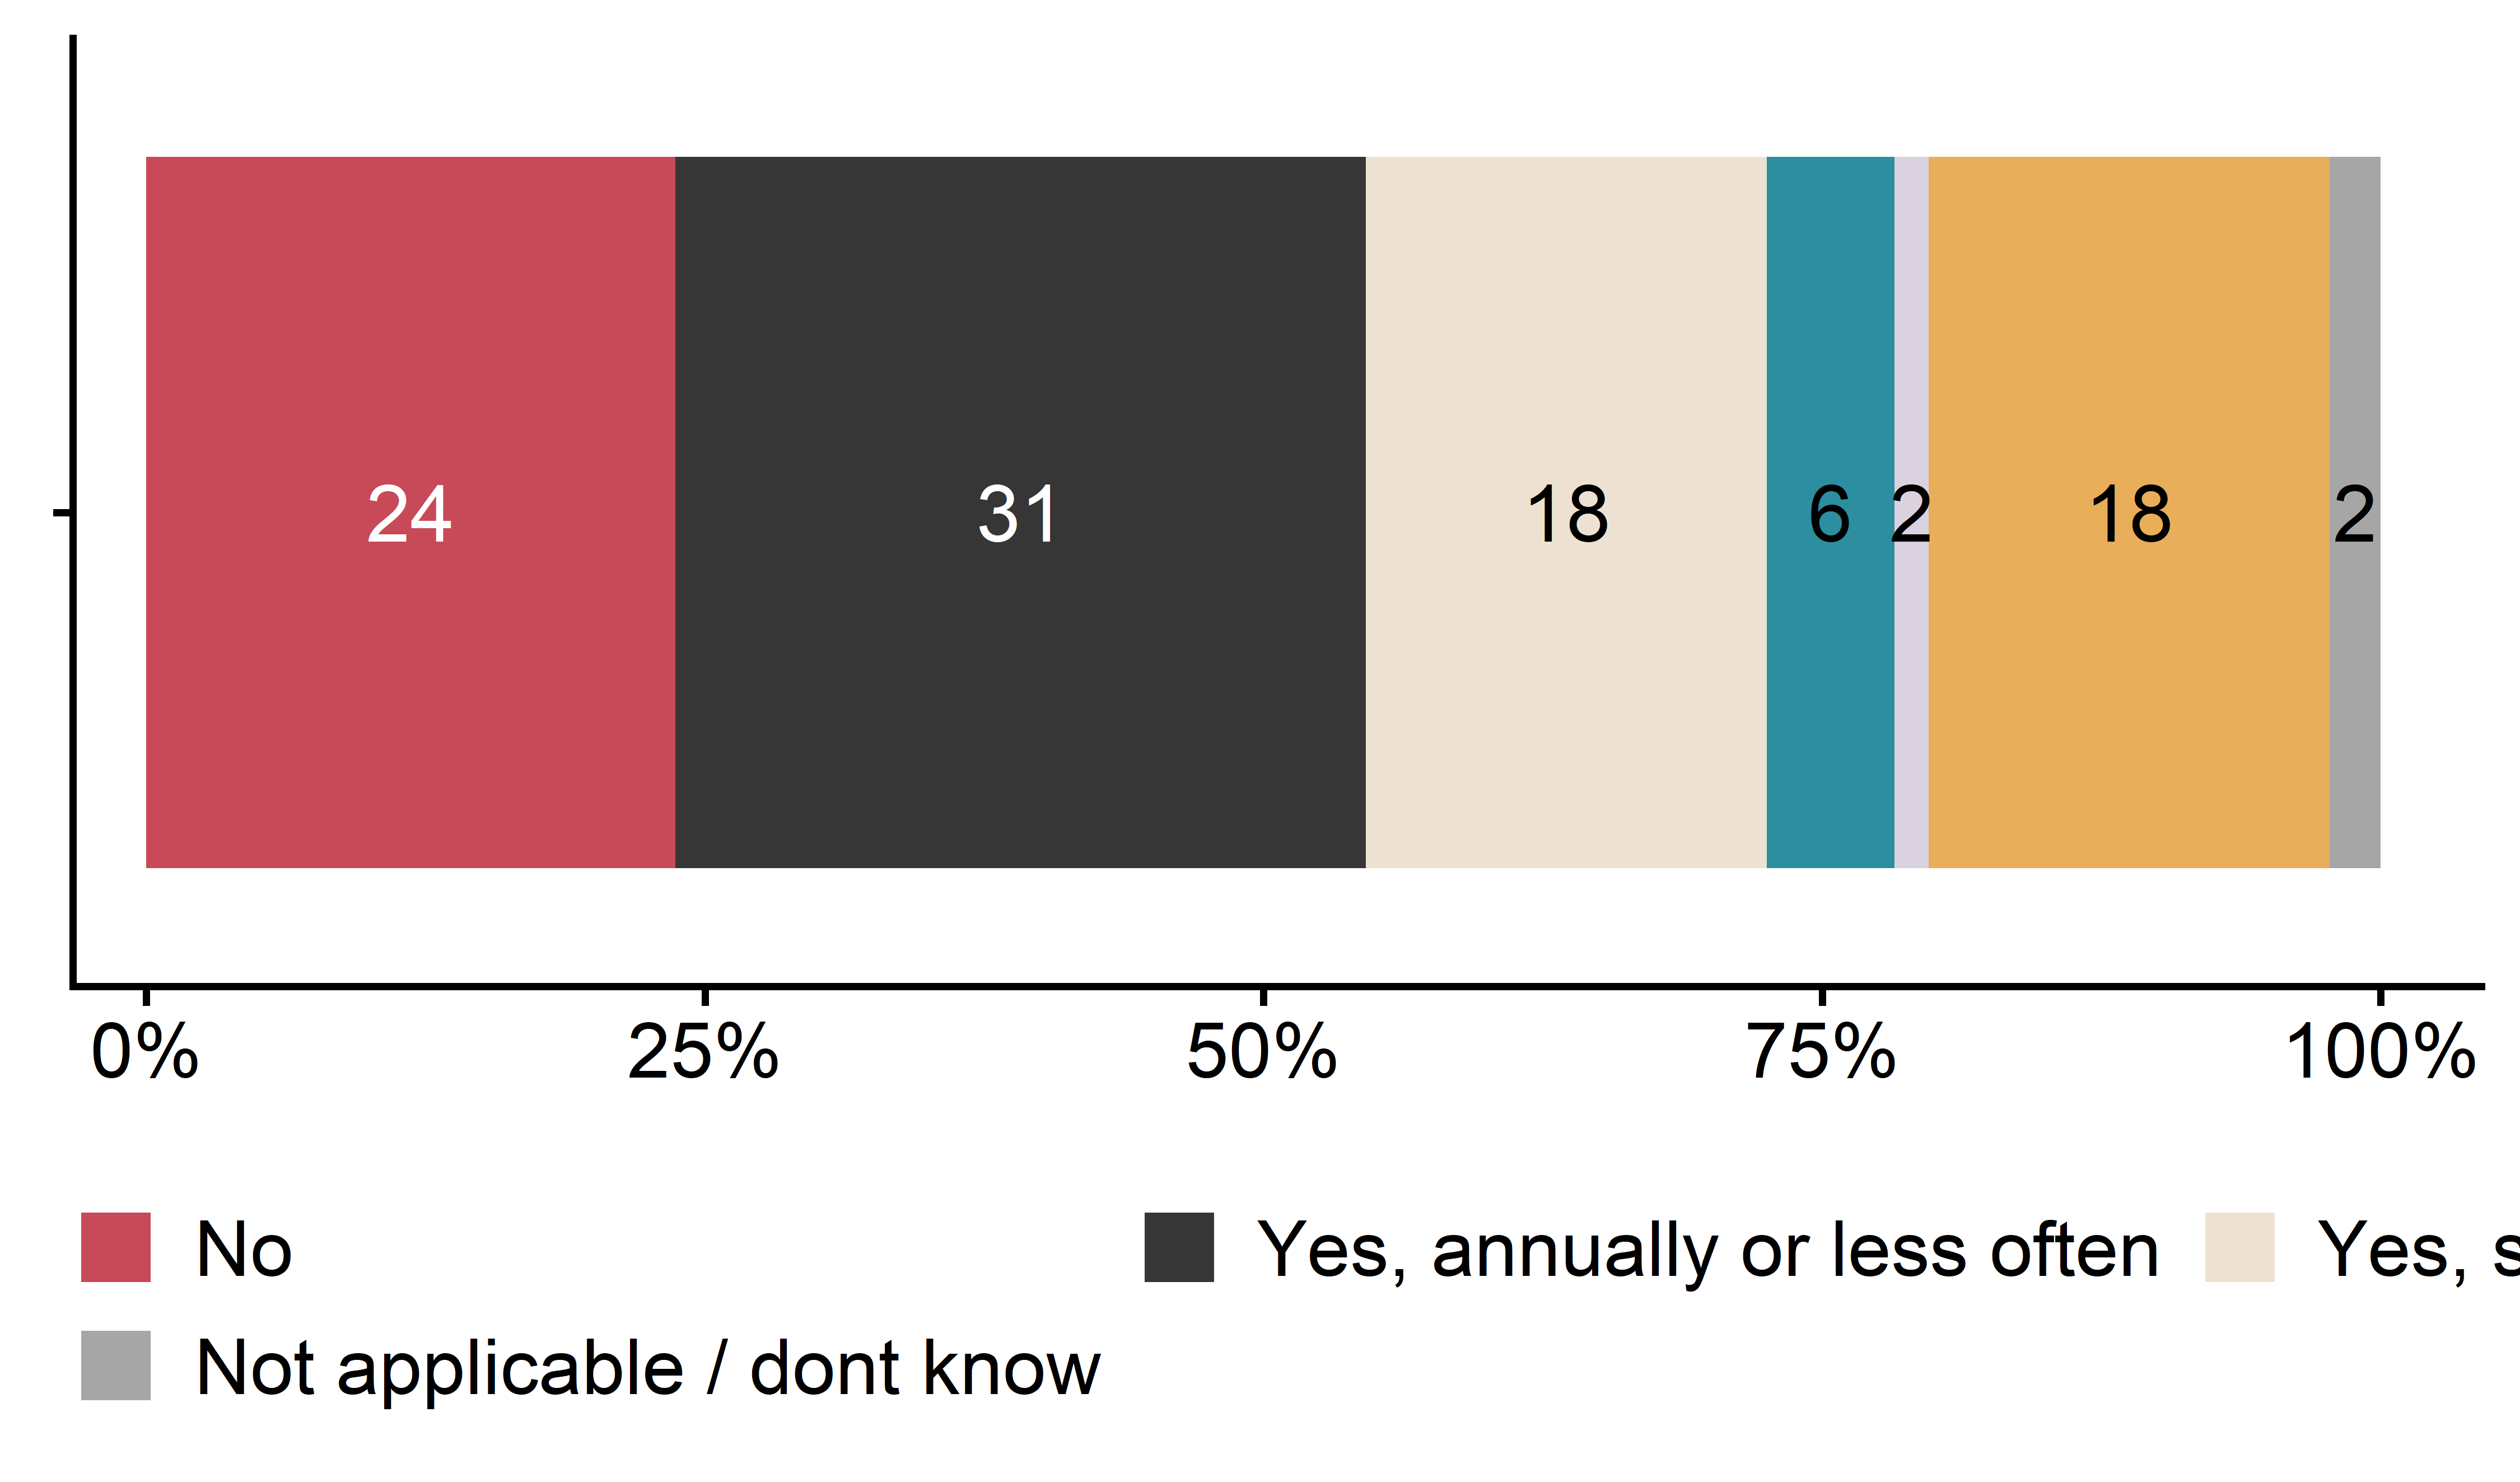 24 31 18 6 2 18 2
0% 25% 50% 75% 100%
No Yes, annually or less often Yes,
Not applicable / dont know